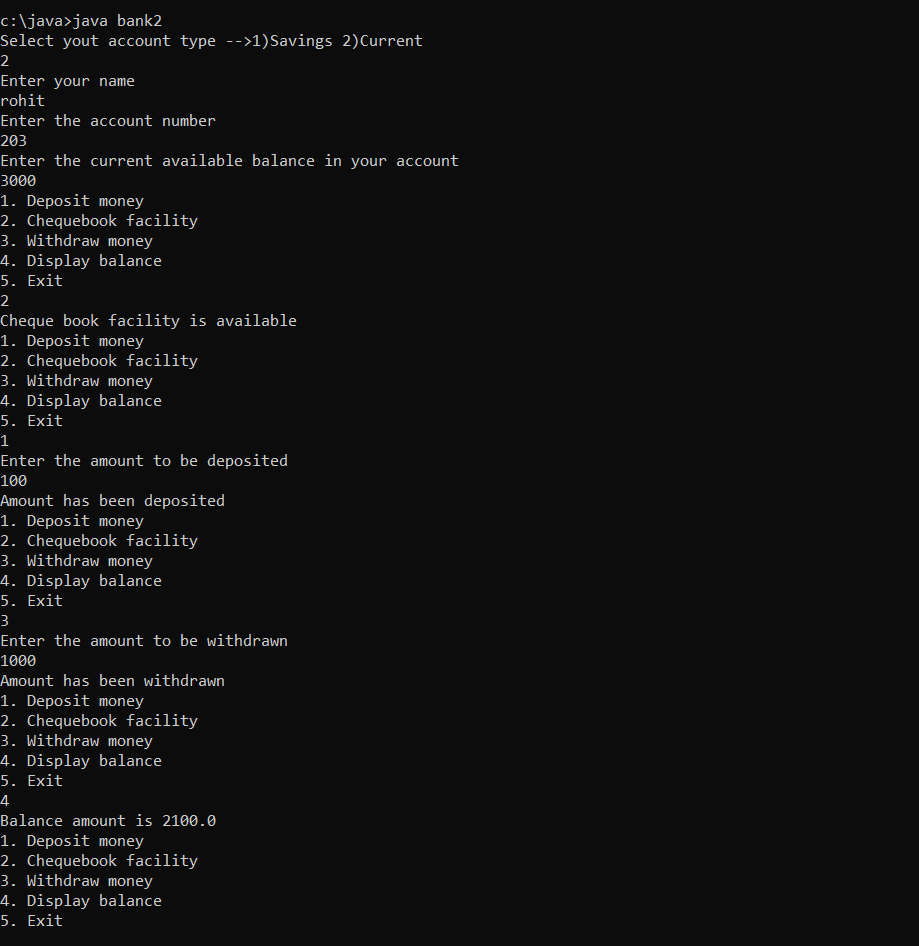 c:\java>java bank2
Select yout account type -->1)Savings 2)Current
2
Enter your name
rohit
Enter the account number
203
Enter the current available balance in your account
3000
1. Deposit money
2. Chequebook facility
3. Withdraw money
4. Display balance
5. Exit
2
Cheque book facility is available
1. Deposit money
2. Chequebook facility
3. Withdraw money
4. Display balance
5. Exit
1
Enter the amount to be deposited
100
Amount has been deposited
1. Deposit money
2. Chequebook facility
3. Withdraw money
4. Display balance
5. Exit
3
Enter the amount to be withdrawn
1000
Amount has been withdrawn
1. Deposit money
2. Chequebook facility
3. Withdraw money
4. Display balance
5. Exit
4
Balance amount is 2100.0
1. Deposit money
2. Chequebook facility
3. Withdraw money
4. Display balance
5. Exit